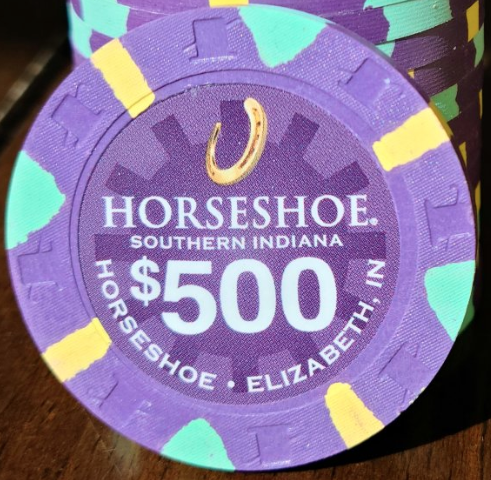 HORSESHOE.
SOUTHERN INDIANA
$500
HORSESHOE • ELIZABETH, IN